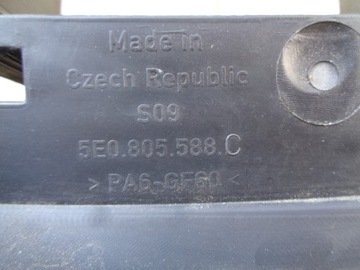 Made in
Czech Republic
S09
5E0.805.588.C
>PA6-GF60<